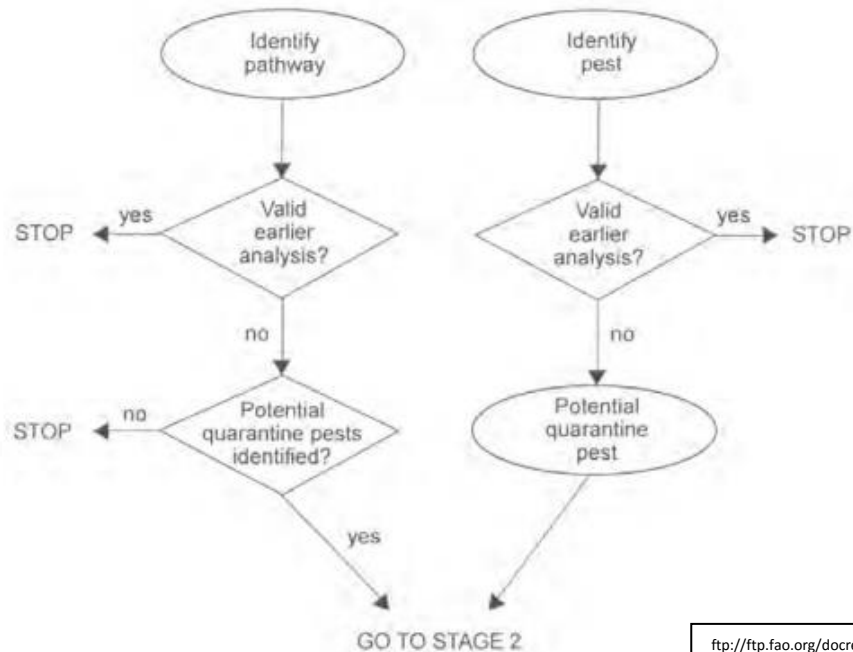 Identify
pathway
Identify
pest
STOP
yes
Valid
earlier
analysis?
Valid
earlier
analysis?
yes
STOP
no
no
STOP
no
Potential
quarantine pests
identified?
Potential
quarantine
pest
yes
GO TO STAGE 2
ftp://ftp.fao.org/docre